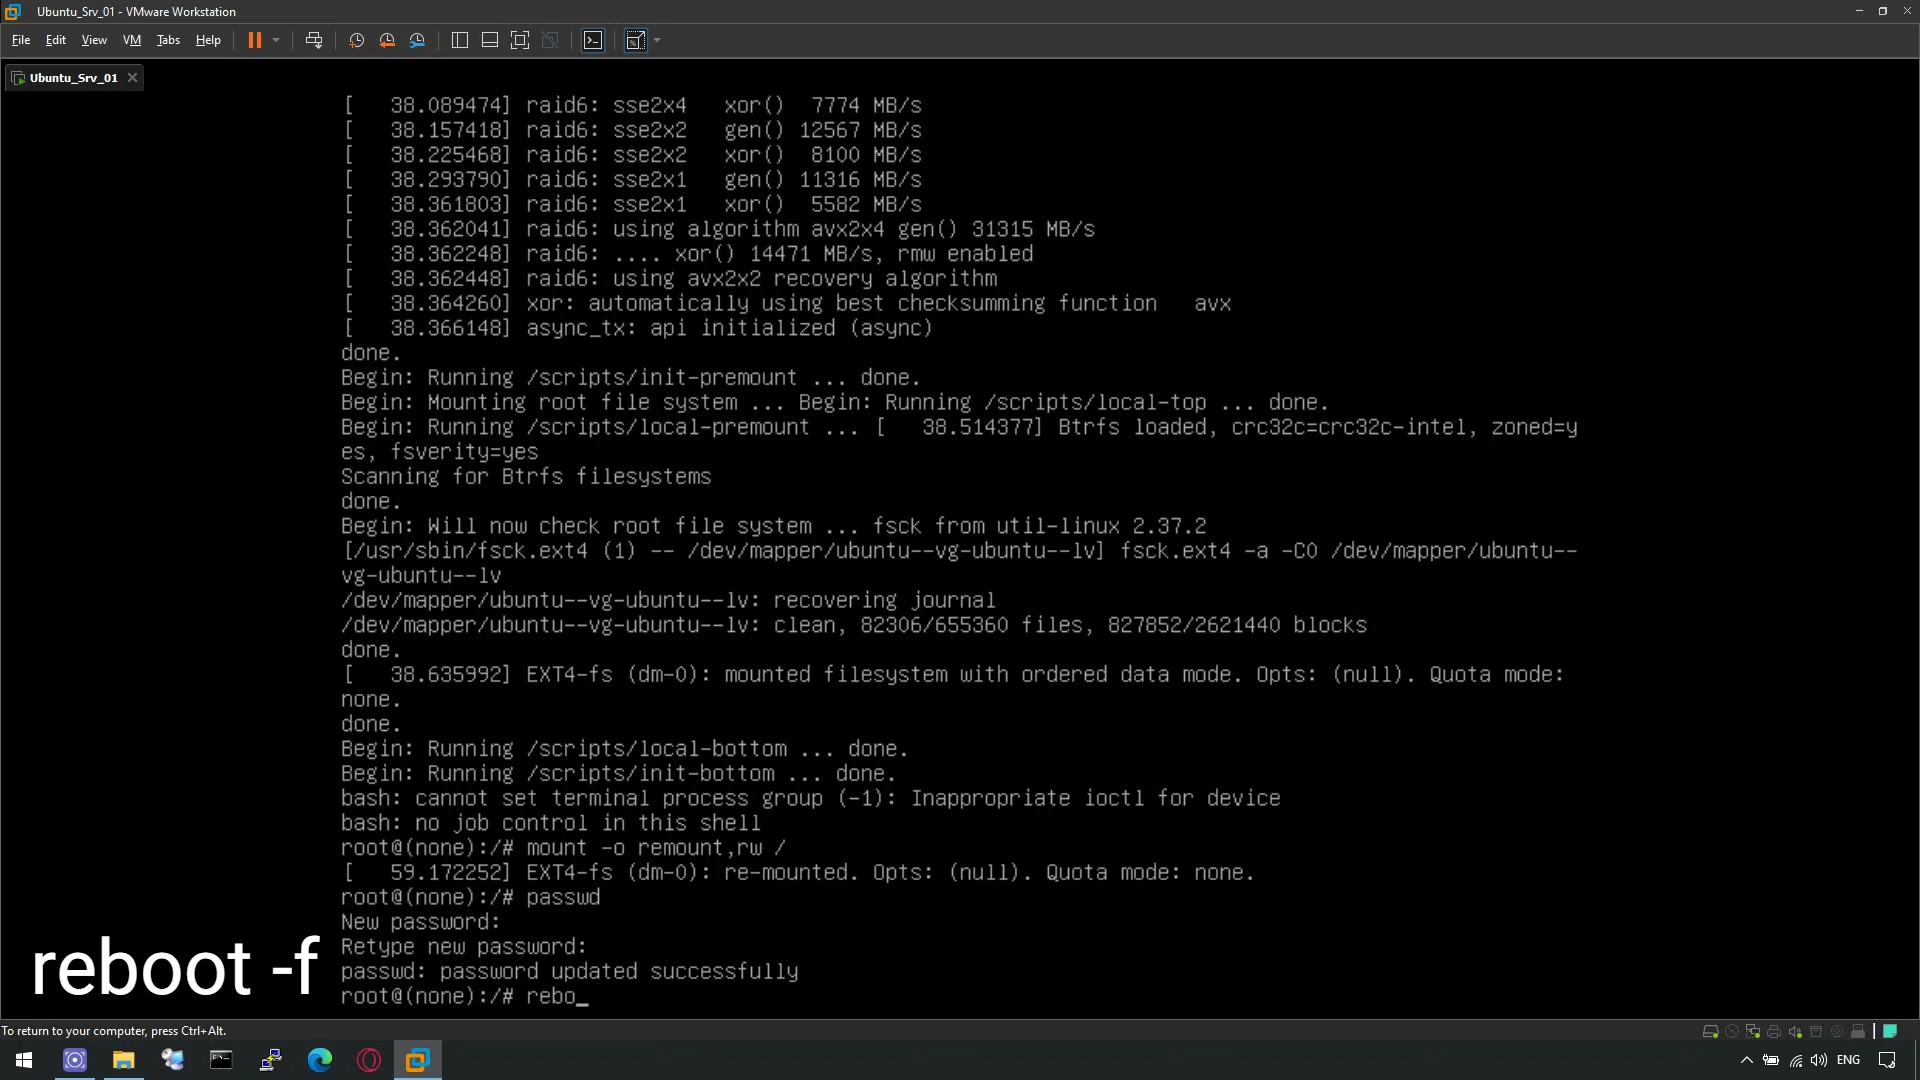 Ubuntu_Srv_01 - VMware Workstation
File Edit View VM Tabs Help
Ubuntu_Srv_01
[   38.089474] raid6: sse2x4   xor()  7774 MB/s
[   38.157418] raid6: sse2x2   gen() 12567 MB/s
[   38.225468] raid6: sse2x2   xor()  8100 MB/s
[   38.293790] raid6: sse2x1   gen() 11316 MB/s
[   38.361803] raid6: sse2x1   xor()  5582 MB/s
[   38.362041] raid6: using algorithm avx2x4 gen() 31315 MB/s
[   38.362248] raid6: .... xor() 14471 MB/s, rmw enabled
[   38.362448] raid6: using avx2x2 recovery algorithm
[   38.364260] xor: automatically using best checksumming function   avx
[   38.366148] async_tx: api initialized (async)
done.
Begin: Running /scripts/init-premount ... done.
Begin: Mounting root file system ... Begin: Running /scripts/local-top ... done.
Begin: Running /scripts/local-premount ... [   38.514377] Btrfs loaded, crc32c=crc32c-intel, zoned=y
es, fsverity=yes
Scanning for Btrfs filesystems
done.
Begin: Will now check root file system ... fsck from util-linux 2.37.2
[/usr/sbin/fsck.ext4 (1) -- /dev/mapper/ubuntu--vg-ubuntu--lv] fsck.ext4 -a -C0 /dev/mapper/ubuntu--
vg-ubuntu--lv
/dev/mapper/ubuntu--vg-ubuntu--lv: recovering journal
/dev/mapper/ubuntu--vg-ubuntu--lv: clean, 82306/655360 files, 827852/2621440 blocks
done.
[   38.635992] EXT4-fs (dm-0): mounted filesystem with ordered data mode. Opts: (null). Quota mode:
none.
done.
Begin: Running /scripts/local-bottom ... done.
Begin: Running /scripts/init-bottom ... done.
bash: cannot set terminal process group (-1): Inappropriate ioctl for device
bash: no job control in this shell
root@(none):/# mount -o remount,rw /
[   59.172252] EXT4-fs (dm-0): re-mounted. Opts: (null). Quota mode: none.
root@(none):/# passwd
New password:
Retype new password:
passwd: password updated successfully
root@(none):/# rebo_
reboot -f
To return to your computer, press Ctrl+Alt.
ENG